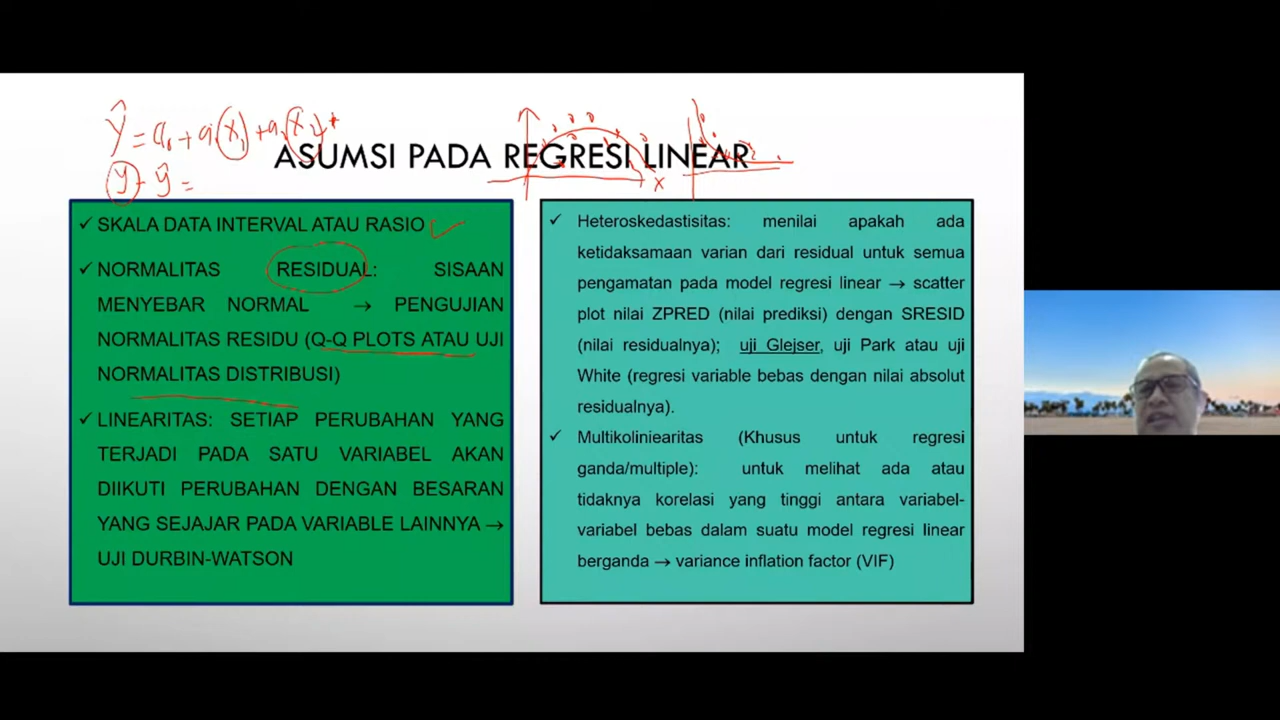 ŷ = a₀ + a₁x₁ + a₂x₂ +
y - ŷ =
x
ASUMSI PADA REGRESI LINEAR
✓ SKALA DATA INTERVAL ATAU RASIO ✓
✓ NORMALITAS RESIDUAL: SISAAN
MENYEBAR NORMAL → PENGUJIAN
NORMALITAS RESIDU (Q-Q PLOTS ATAU UJI
NORMALITAS DISTRIBUSI)
✓ LINEARITAS: SETIAP PERUBAHAN YANG
TERJADI PADA SATU VARIABEL AKAN
DIIKUTI PERUBAHAN DENGAN BESARAN
YANG SEJAJAR PADA VARIABLE LAINNYA →
UJI DURBIN-WATSON
✓ Heteroskedastisitas: menilai apakah ada
ketidaksamaan varian dari residual untuk semua
pengamatan pada model regresi linear → scatter
plot nilai ZPRED (nilai prediksi) dengan SRESID
(nilai residualnya); uji Glejser, uji Park atau uji
White (regresi variable bebas dengan nilai absolut
residualnya).
✓ Multikoliniearitas (Khusus untuk regresi
ganda/multiple): untuk melihat ada atau
tidaknya korelasi yang tinggi antara variabel-
variabel bebas dalam suatu model regresi linear
berganda → variance inflation factor (VIF)